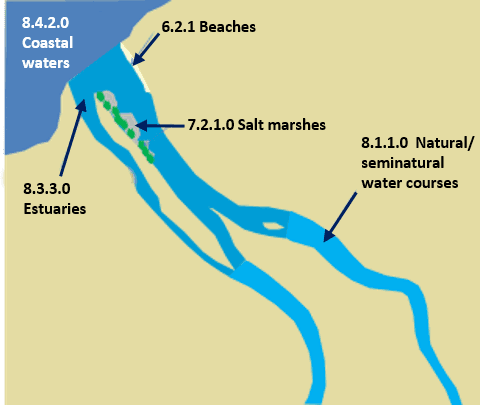 8.4.2.0
Coastal
waters
6.2.1 Beaches
7.2.1.0 Salt marshes
8.1.1.0 Natural/
seminatural
water courses
8.3.3.0
Estuaries